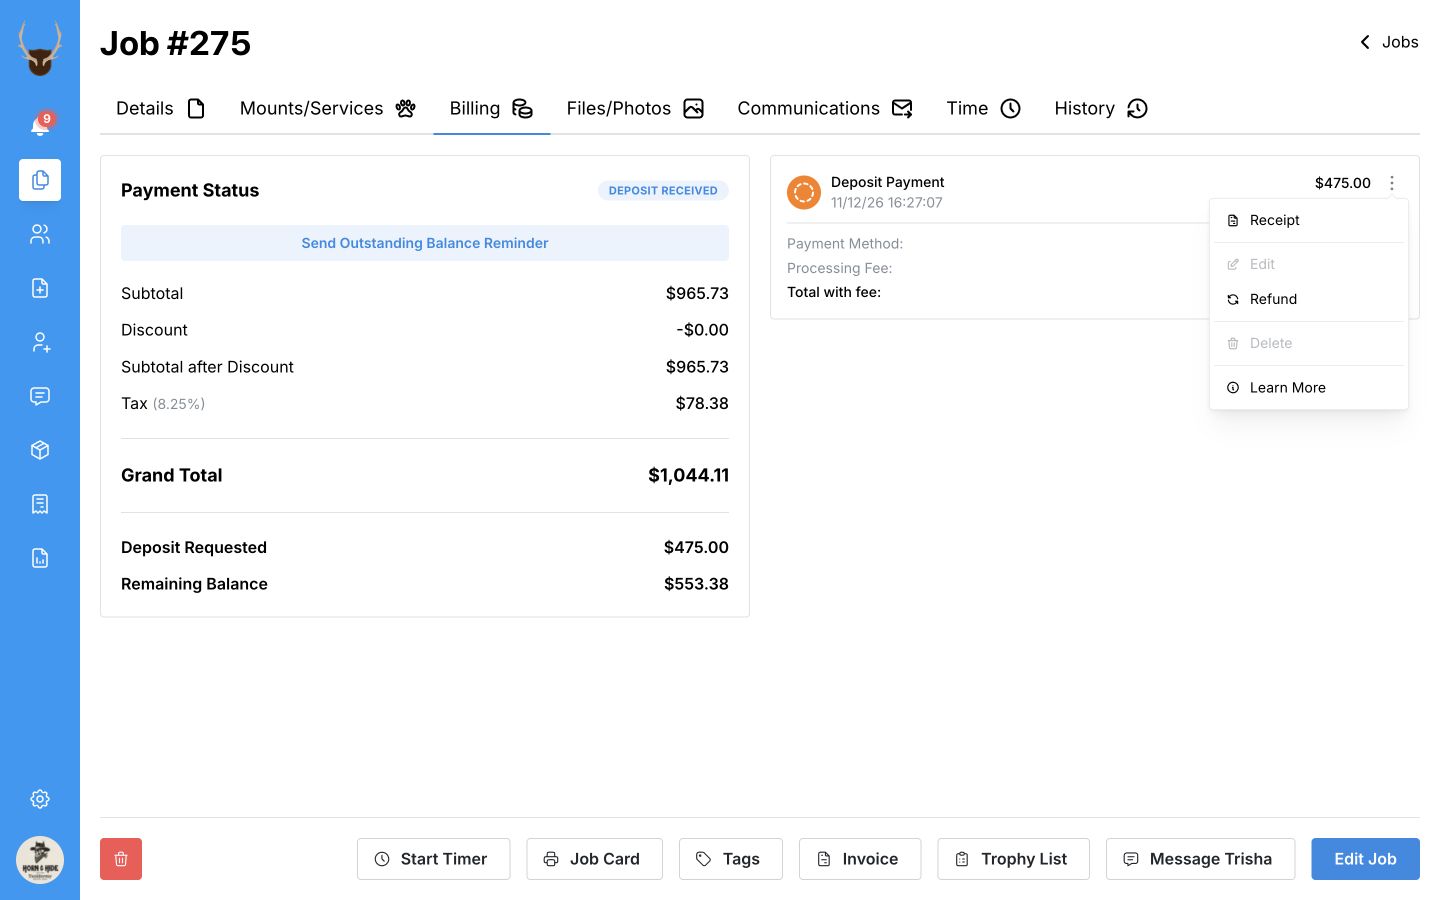 Job #275
Jobs
9
Details
Mounts/Services
Billing
Files/Photos
Communications
Time
History
Payment Status
DEPOSIT RECEIVED
Send Outstanding Balance Reminder
Subtotal $965.73
Discount -$0.00
Subtotal after Discount $965.73
Tax (8.25%) $78.38
Grand Total $1,044.11
Deposit Requested $475.00
Remaining Balance $553.38
Deposit Payment $475.00
11/12/26 16:27:07
Payment Method:
Processing Fee:
Total with fee:
Receipt
Edit
Refund
Delete
Learn More
HORN & HIDE
Start Timer
Job Card
Tags
Invoice
Trophy List
Message Trisha
Edit Job